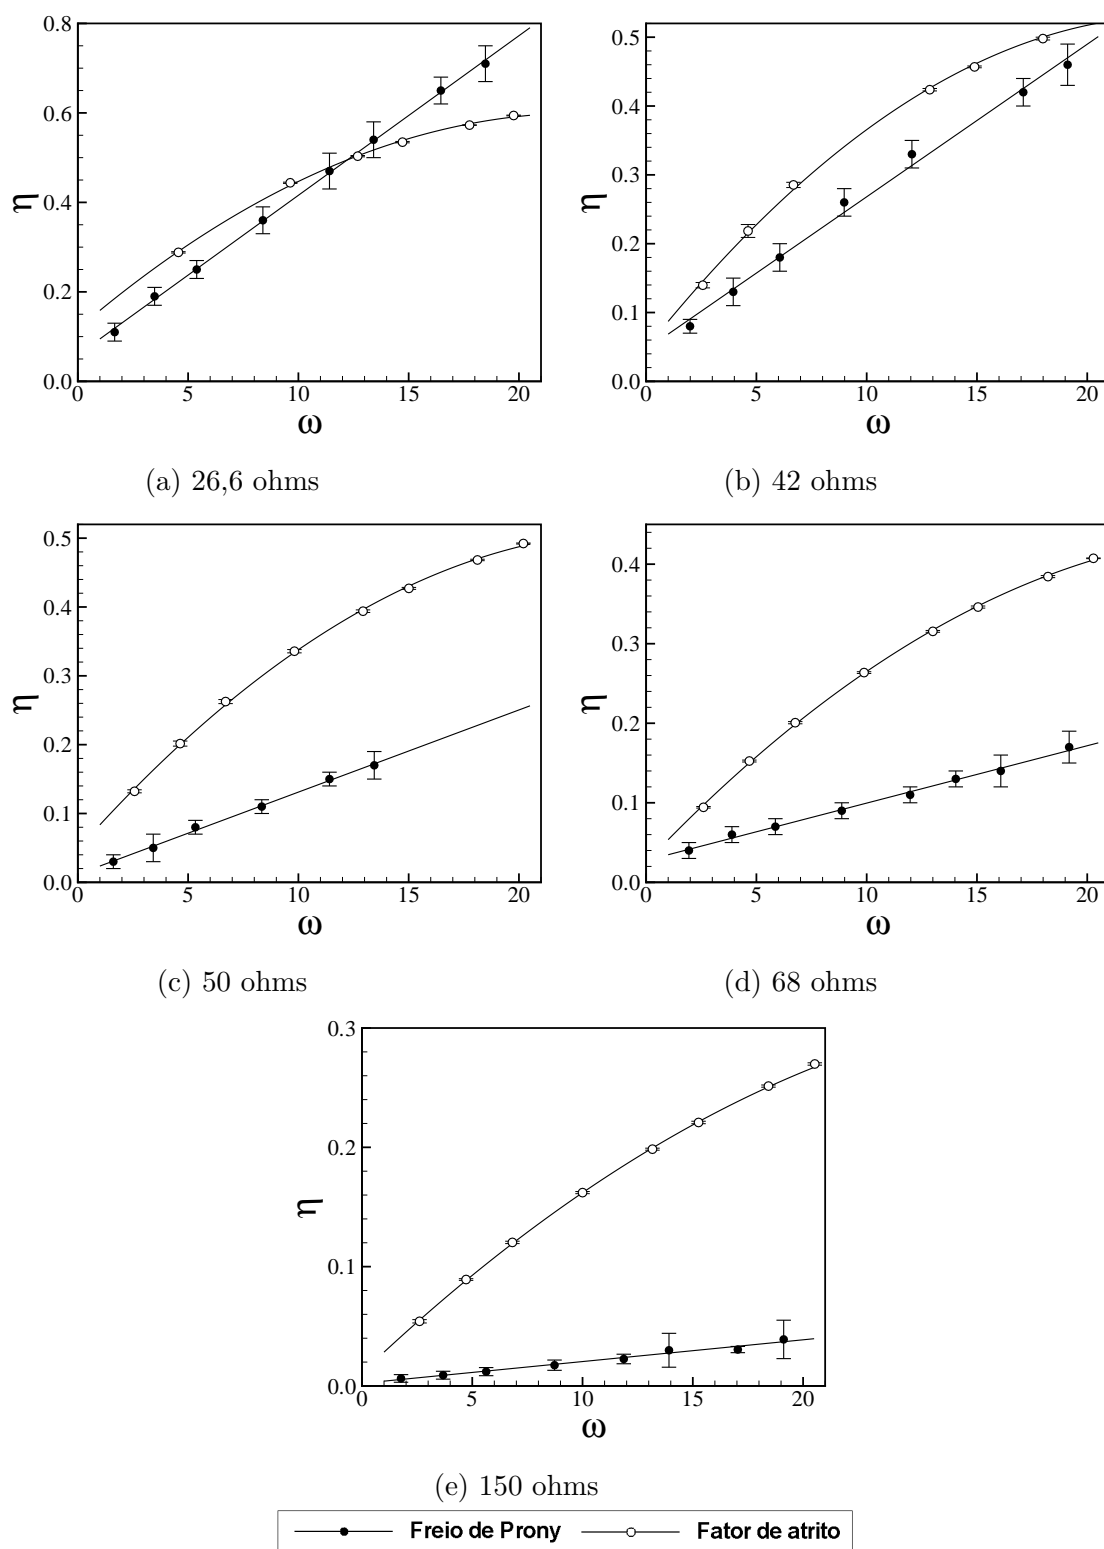 0.8
0.6
0.4
0.2
0.0
η
0 5 10 15 20
ω
(a) 26,6 ohms
0.5
0.4
0.3
0.2
0.1
0.0
η
0 5 10 15 20
ω
(b) 42 ohms
0.5
0.4
0.3
0.2
0.1
0.0
η
0 5 10 15 20
ω
(c) 50 ohms
0.4
0.3
0.2
0.1
0.0
η
0 5 10 15 20
ω
(d) 68 ohms
0.3
0.2
0.1
0.0
η
0 5 10 15 20
ω
(e) 150 ohms
Freio de Prony Fator de atrito